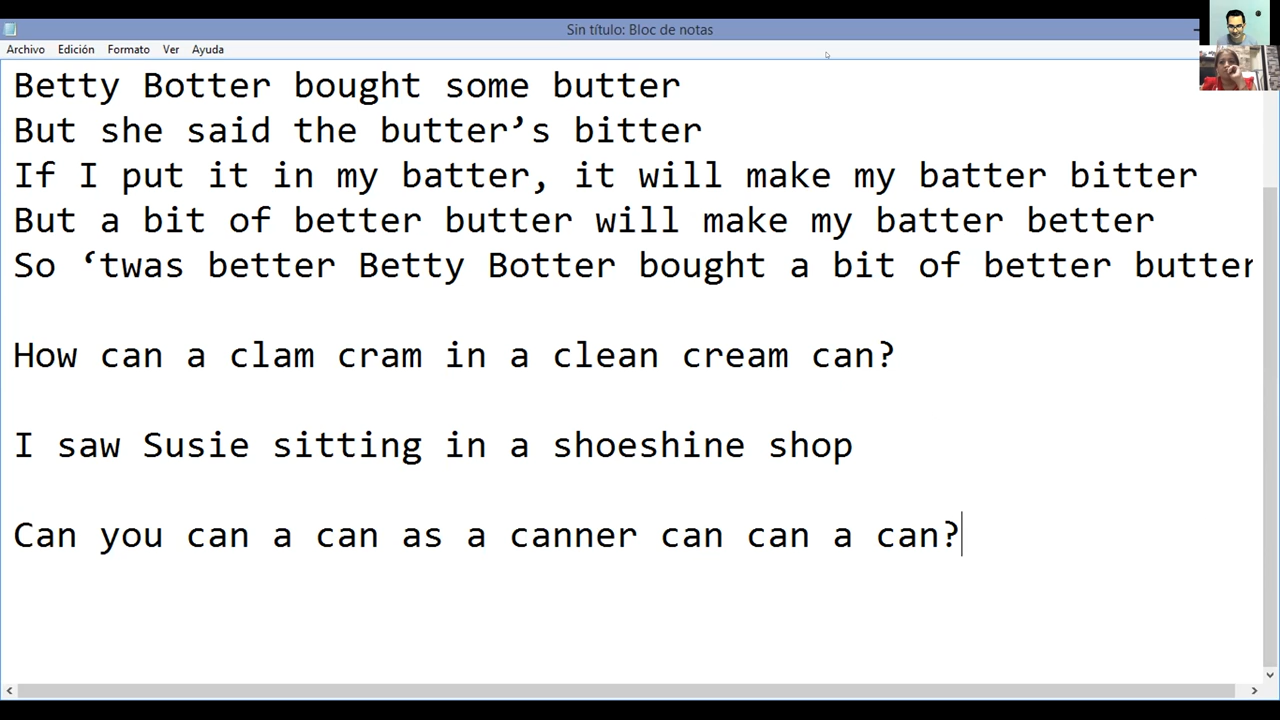 Sin título: Bloc de notas
Archivo Edición Formato Ver Ayuda
Betty Botter bought some butter
But she said the butter’s bitter
If I put it in my batter, it will make my batter bitter
But a bit of better butter will make my batter better
So ‘twas better Betty Botter bought a bit of better butter
How can a clam cram in a clean cream can?
I saw Susie sitting in a shoeshine shop
Can you can a can as a canner can can a can?